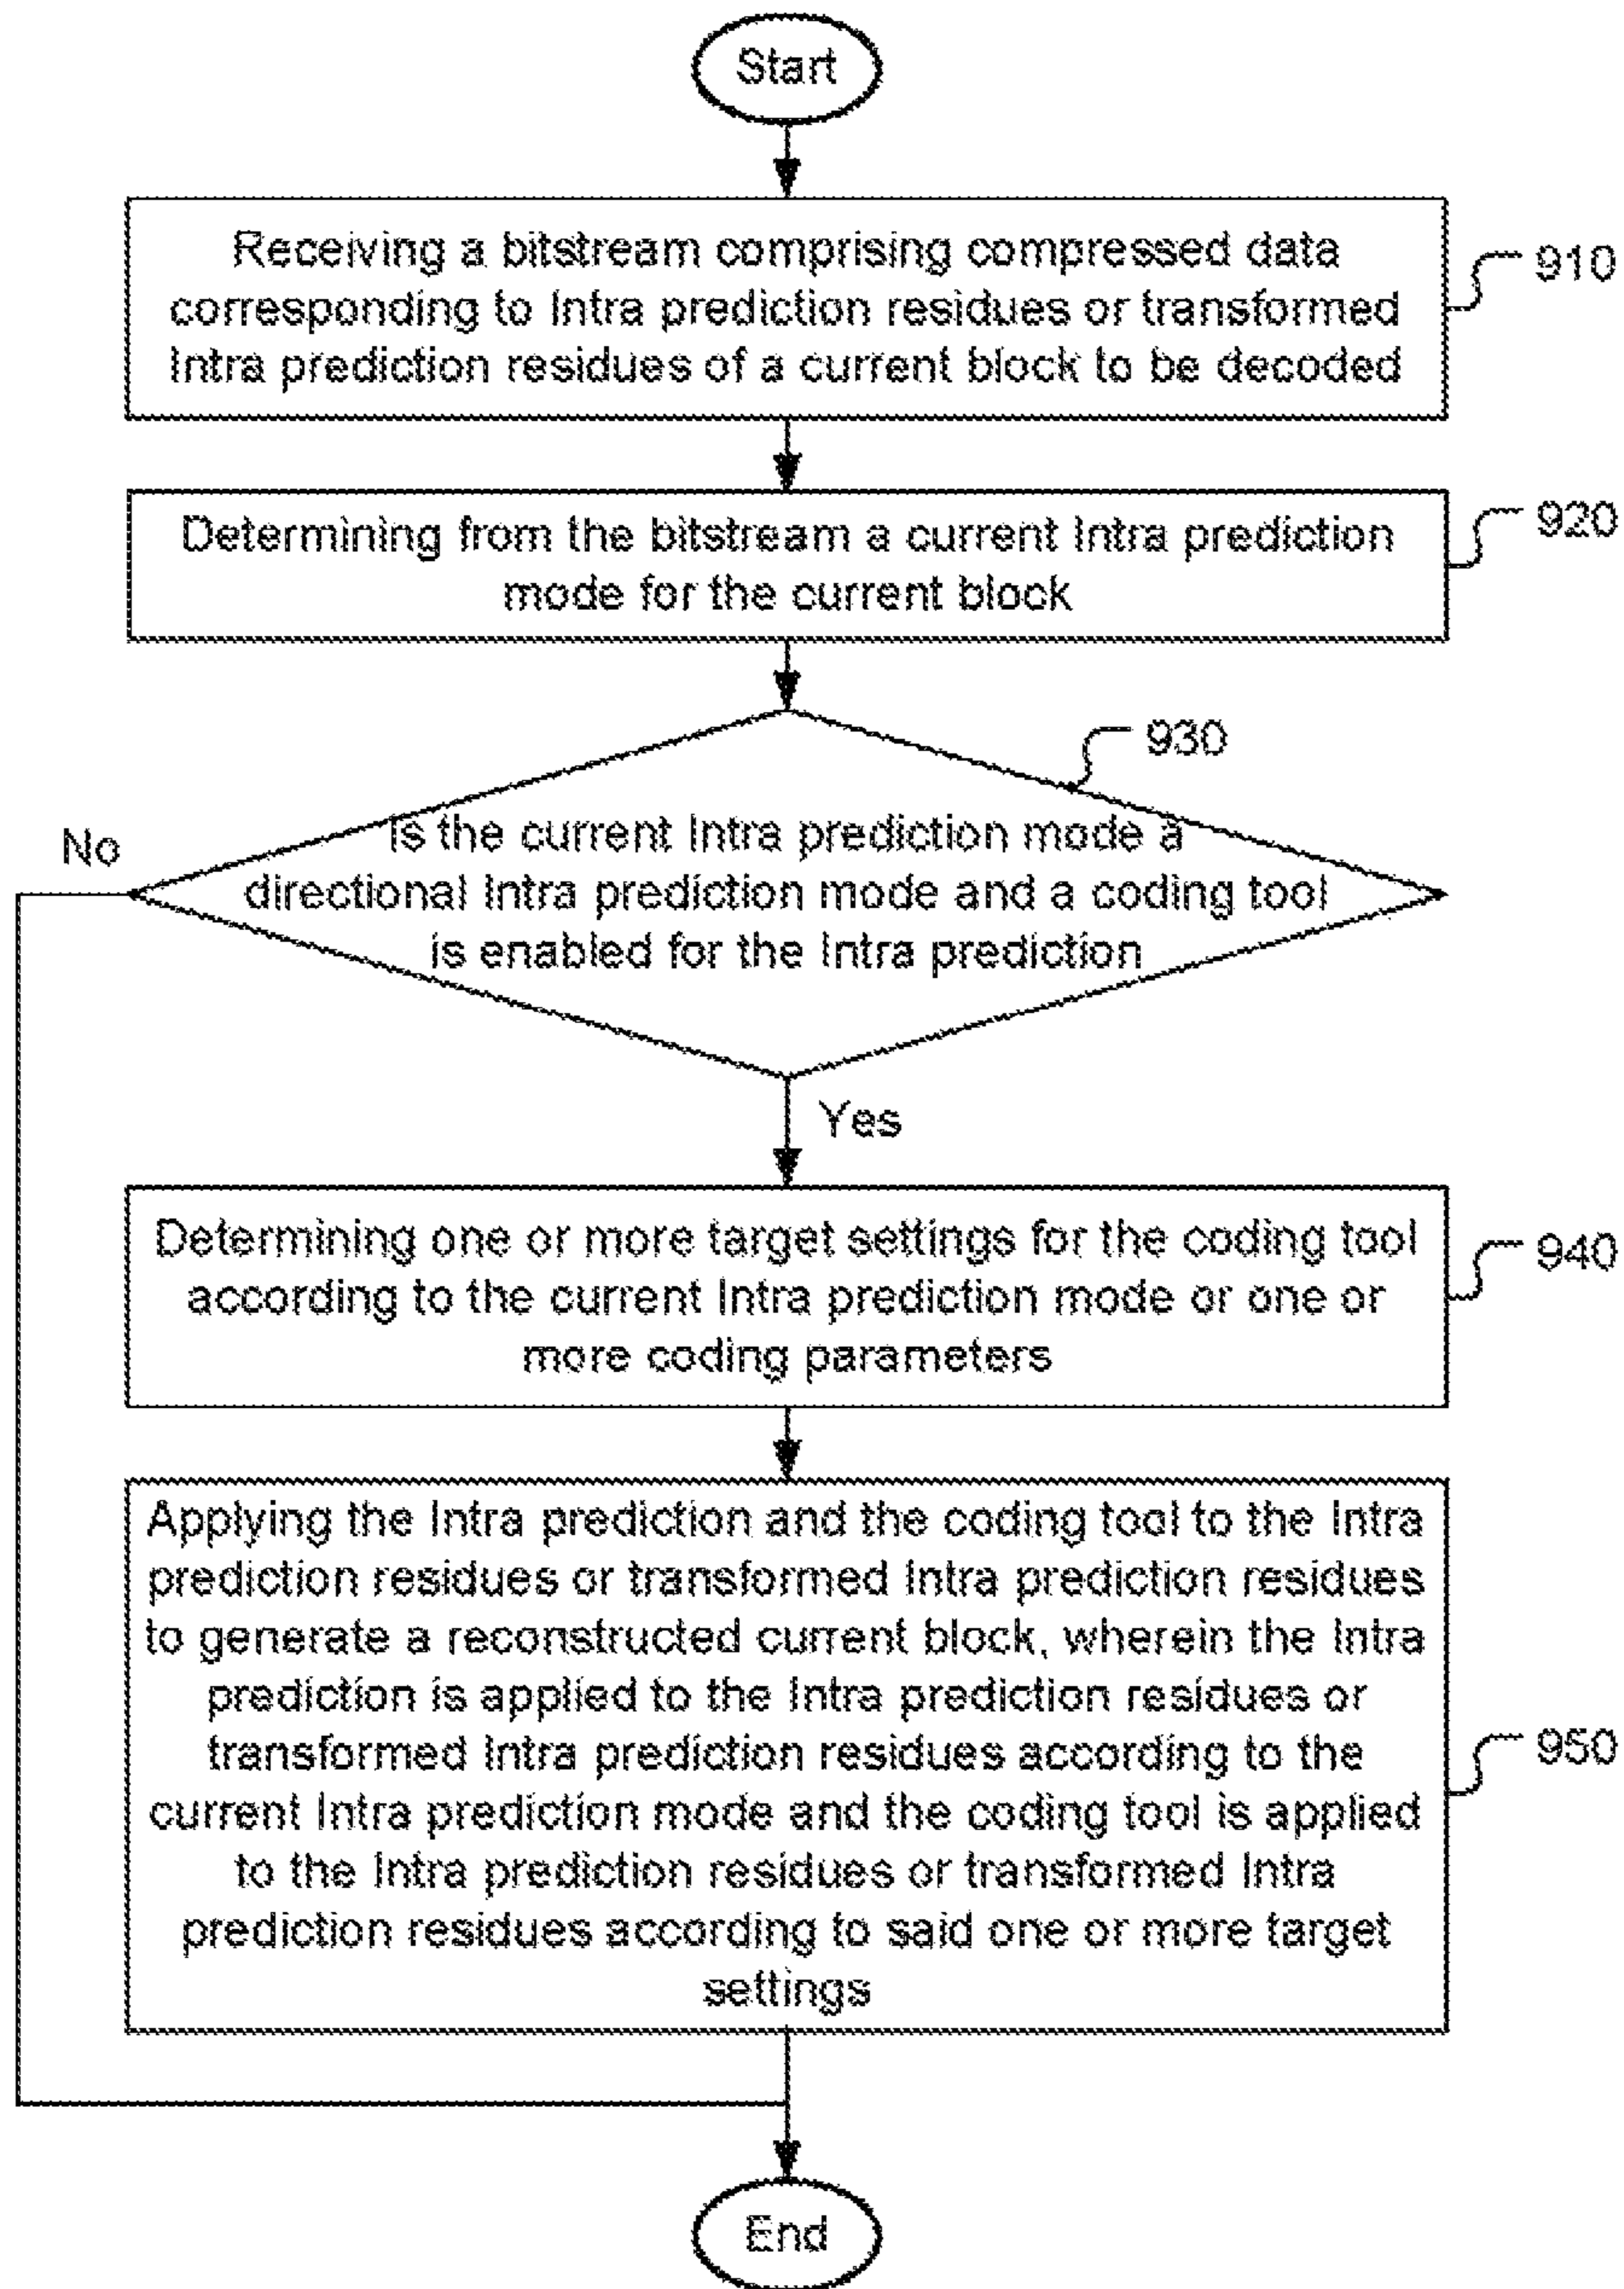 Start
Receiving a bitstream comprising compressed data
corresponding to Intra prediction residues or transformed
Intra prediction residues of a current block to be decoded
910
Determining from the bitstream a current Intra prediction
mode for the current block
920
930
No
Is the current Intra prediction mode a
directional Intra prediction mode and a coding tool
is enabled for the Intra prediction
Yes
Determining one or more target settings for the coding tool
according to the current Intra prediction mode or one or
more coding parameters
940
Applying the Intra prediction and the coding tool to the Intra
prediction residues or transformed Intra prediction residues
to generate a reconstructed current block, wherein the Intra
prediction is applied to the Intra prediction residues or
transformed Intra prediction residues according to the
current Intra prediction mode and the coding tool is applied
to the Intra prediction residues or transformed Intra
prediction residues according to said one or more target
settings
950
End